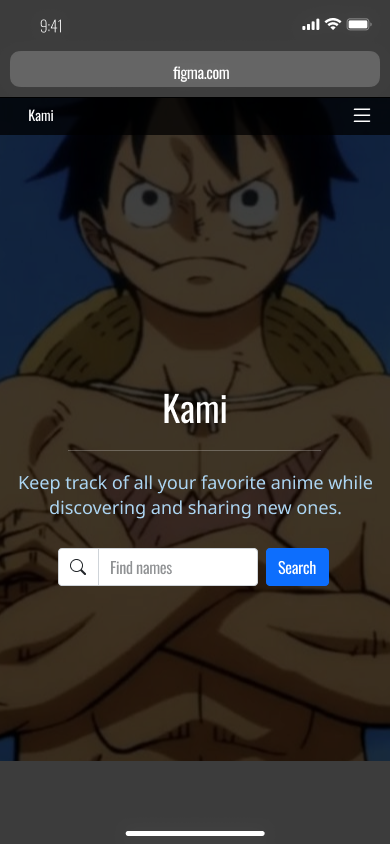 9:41
figma.com
Kami
Kami
Keep track of all your favorite anime while
discovering and sharing new ones.
Find names
Search